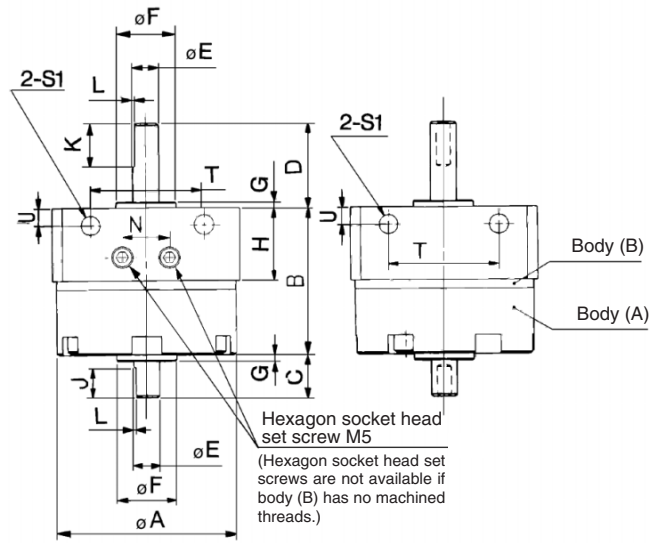 øF
øE
L
2-S1
K
D
T
G
U
N
H
B
G
C
J
L
øE
øF
øA
2-S1
U
T
Body (B)
Body (A)
Hexagon socket head
set screw M5
(Hexagon socket head set
screws are not available if
body (B) has no machined
threads.)